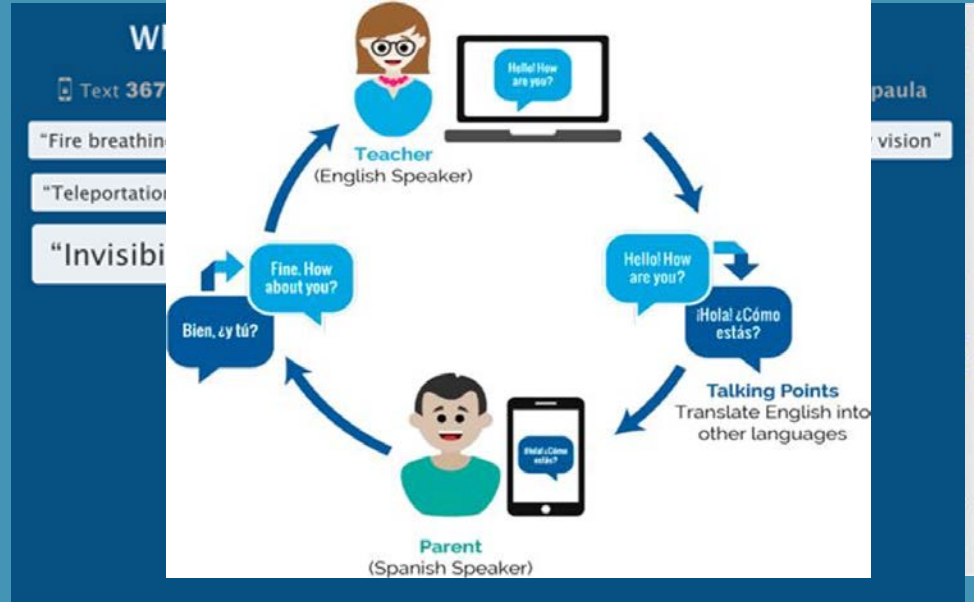 Text 367
paula
"Fire breathin
vision"
"Teleportation
"Invisibi
Hello! How
are you?
Teacher
(English Speaker)
Hello! How
are you?
¡Hola! ¿Cómo
estás?
Talking Points
Translate English into
other languages
¡Hola! ¿Cómo
estás?
Parent
(Spanish Speaker)
Bien, ¿y tú?
Fine. How
about you?